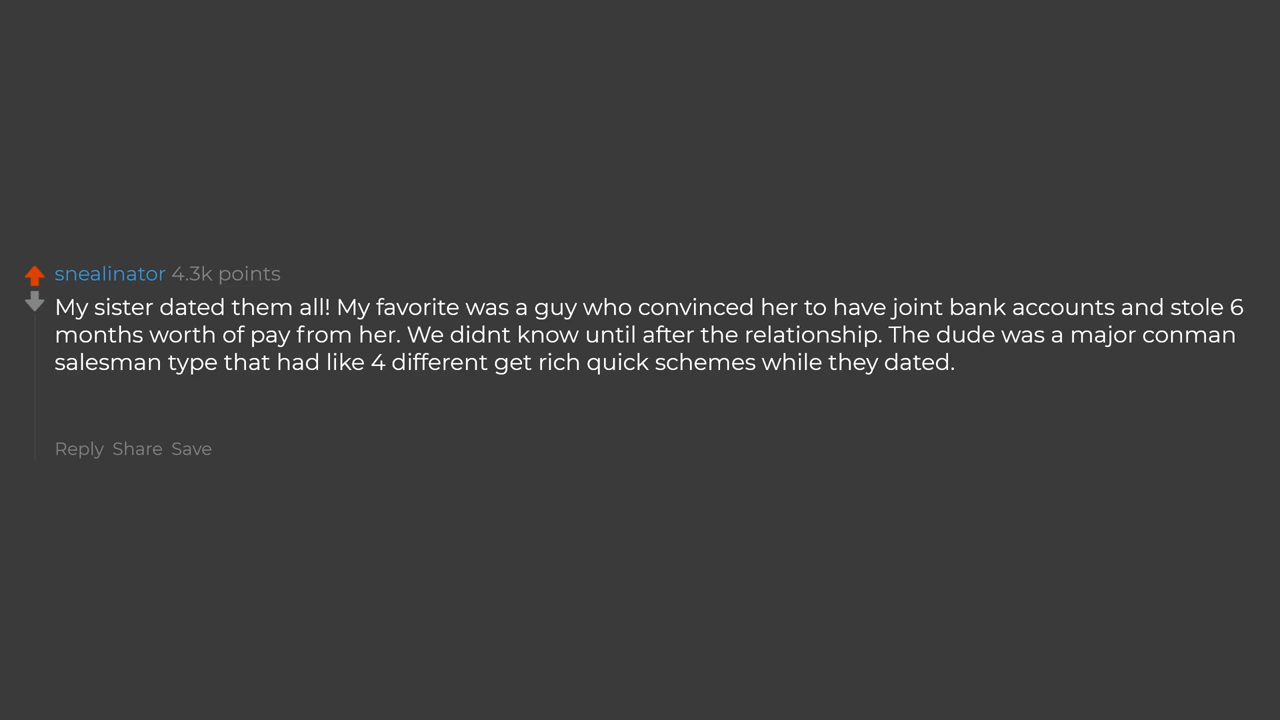 snealinator 4.3k points
My sister dated them all! My favorite was a guy who convinced her to have joint bank accounts and stole 6
months worth of pay from her. We didnt know until after the relationship. The dude was a major conman
salesman type that had like 4 different get rich quick schemes while they dated.
Reply Share Save